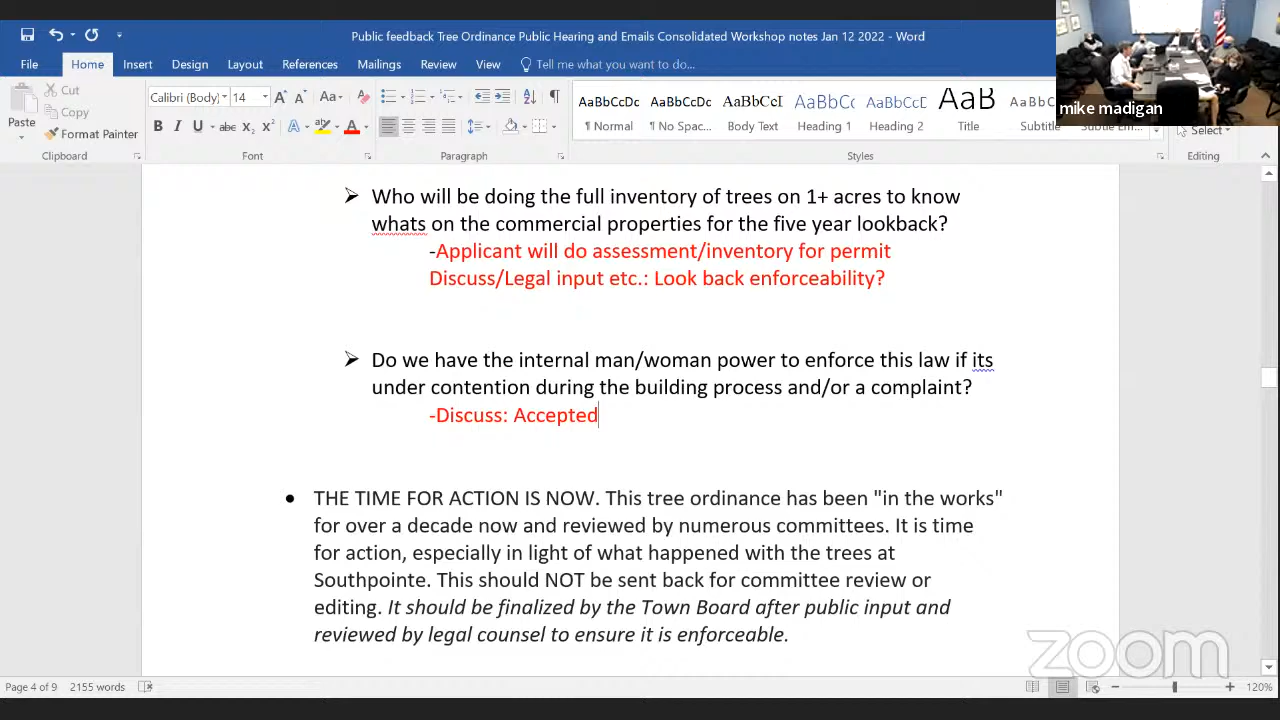 Public feedback Tree Ordinance Public Hearing and Emails Consolidated Workshop notes Jan 12 2022 - Word
File Home Insert Design Layout References Mailings Review View Tell me what you want to do...
mike madigan
Paste
Cut
Copy
Format Painter
Calibri (Body) 14
AaBbCcDc AaBbCcDc AaBbCcI AaBbCc AaBbCcD AaB AaBbCc
¶ Normal ¶ No Spac... Body Text Heading 1 Heading 2 Title Subtitle Subtle Em...
Select
Clipboard Font Paragraph Styles Editing
Who will be doing the full inventory of trees on 1+ acres to know
whats on the commercial properties for the five year lookback?
-Applicant will do assessment/inventory for permit
Discuss/Legal input etc.: Look back enforceability?
Do we have the internal man/woman power to enforce this law if its
under contention during the building process and/or a complaint?
-Discuss: Accepted
THE TIME FOR ACTION IS NOW. This tree ordinance has been "in the works"
for over a decade now and reviewed by numerous committees. It is time
for action, especially in light of what happened with the trees at
Southpointe. This should NOT be sent back for committee review or
editing. It should be finalized by the Town Board after public input and
reviewed by legal counsel to ensure it is enforceable.
zoom
Page 4 of 9 2155 words 120%